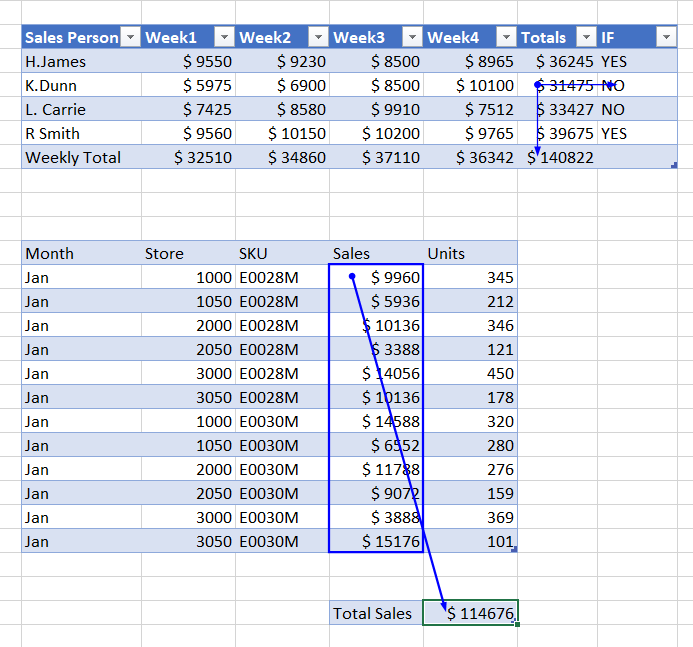 Sales Person Week1 Week2 Week3 Week4 Totals IF
H.James $ 9550 $ 9230 $ 8500 $ 8965 $ 36245 YES
K.Dunn $ 5975 $ 6900 $ 8500 $ 10100 $ 31475 NO
L. Carrie $ 7425 $ 8580 $ 9910 $ 7512 $ 33427 NO
R Smith $ 9560 $ 10150 $ 10200 $ 9765 $ 39675 YES
Weekly Total $ 32510 $ 34860 $ 37110 $ 36342 $ 140822
Month Store SKU Sales Units
Jan 1000 E0028M $ 9960 345
Jan 1050 E0028M $ 5936 212
Jan 2000 E0028M $ 10136 346
Jan 2050 E0028M $ 3388 121
Jan 3000 E0028M $ 14056 450
Jan 3050 E0028M $ 10136 178
Jan 1000 E0030M $ 14588 320
Jan 1050 E0030M $ 6552 280
Jan 2000 E0030M $ 11788 276
Jan 2050 E0030M $ 9072 159
Jan 3000 E0030M $ 3888 369
Jan 3050 E0030M $ 15176 101
Total Sales $ 114676